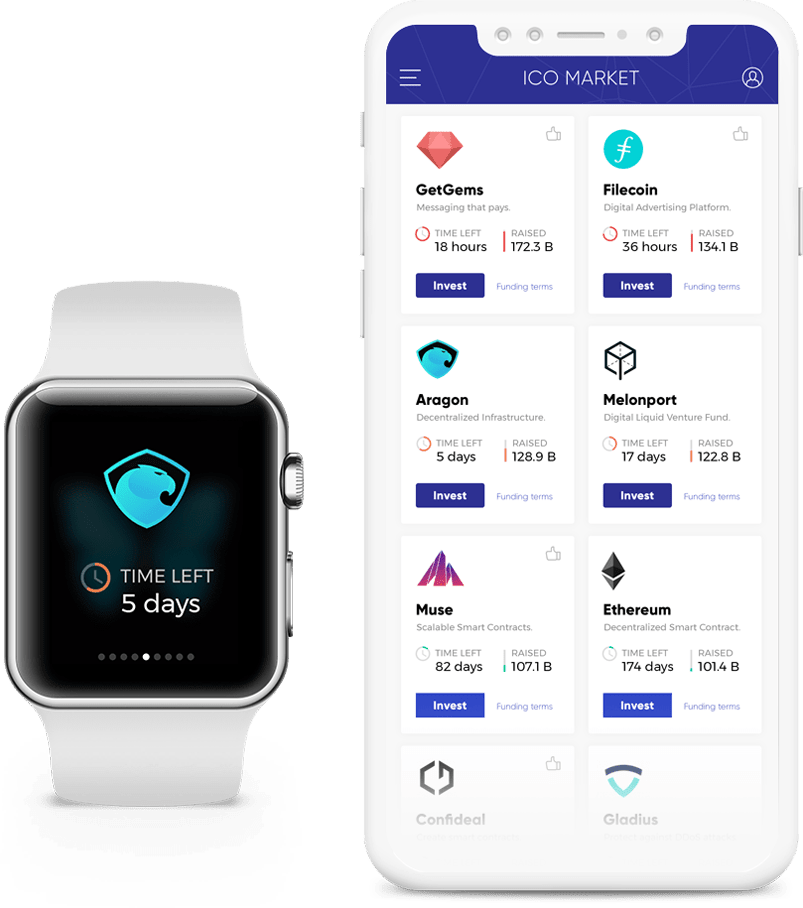 ICO MARKET
GetGems
Messaging that pays.
TIME LEFT
18 hours
RAISED
172.3 B
Invest
Funding terms
Filecoin
Digital Advertising Platform.
TIME LEFT
36 hours
RAISED
134.1 B
Invest
Funding terms
Aragon
Decentralized Infrastructure.
TIME LEFT
5 days
RAISED
128.9 B
Invest
Funding terms
Melonport
Digital Liquid Venture Fund.
TIME LEFT
17 days
RAISED
122.8 B
Invest
Funding terms
Muse
Scalable Smart Contracts.
TIME LEFT
82 days
RAISED
107.1 B
Invest
Funding terms
Ethereum
Decentralized Smart Contract.
TIME LEFT
174 days
RAISED
101.4 B
Invest
Funding terms
Confideal
Gladius
TIME LEFT
5 days